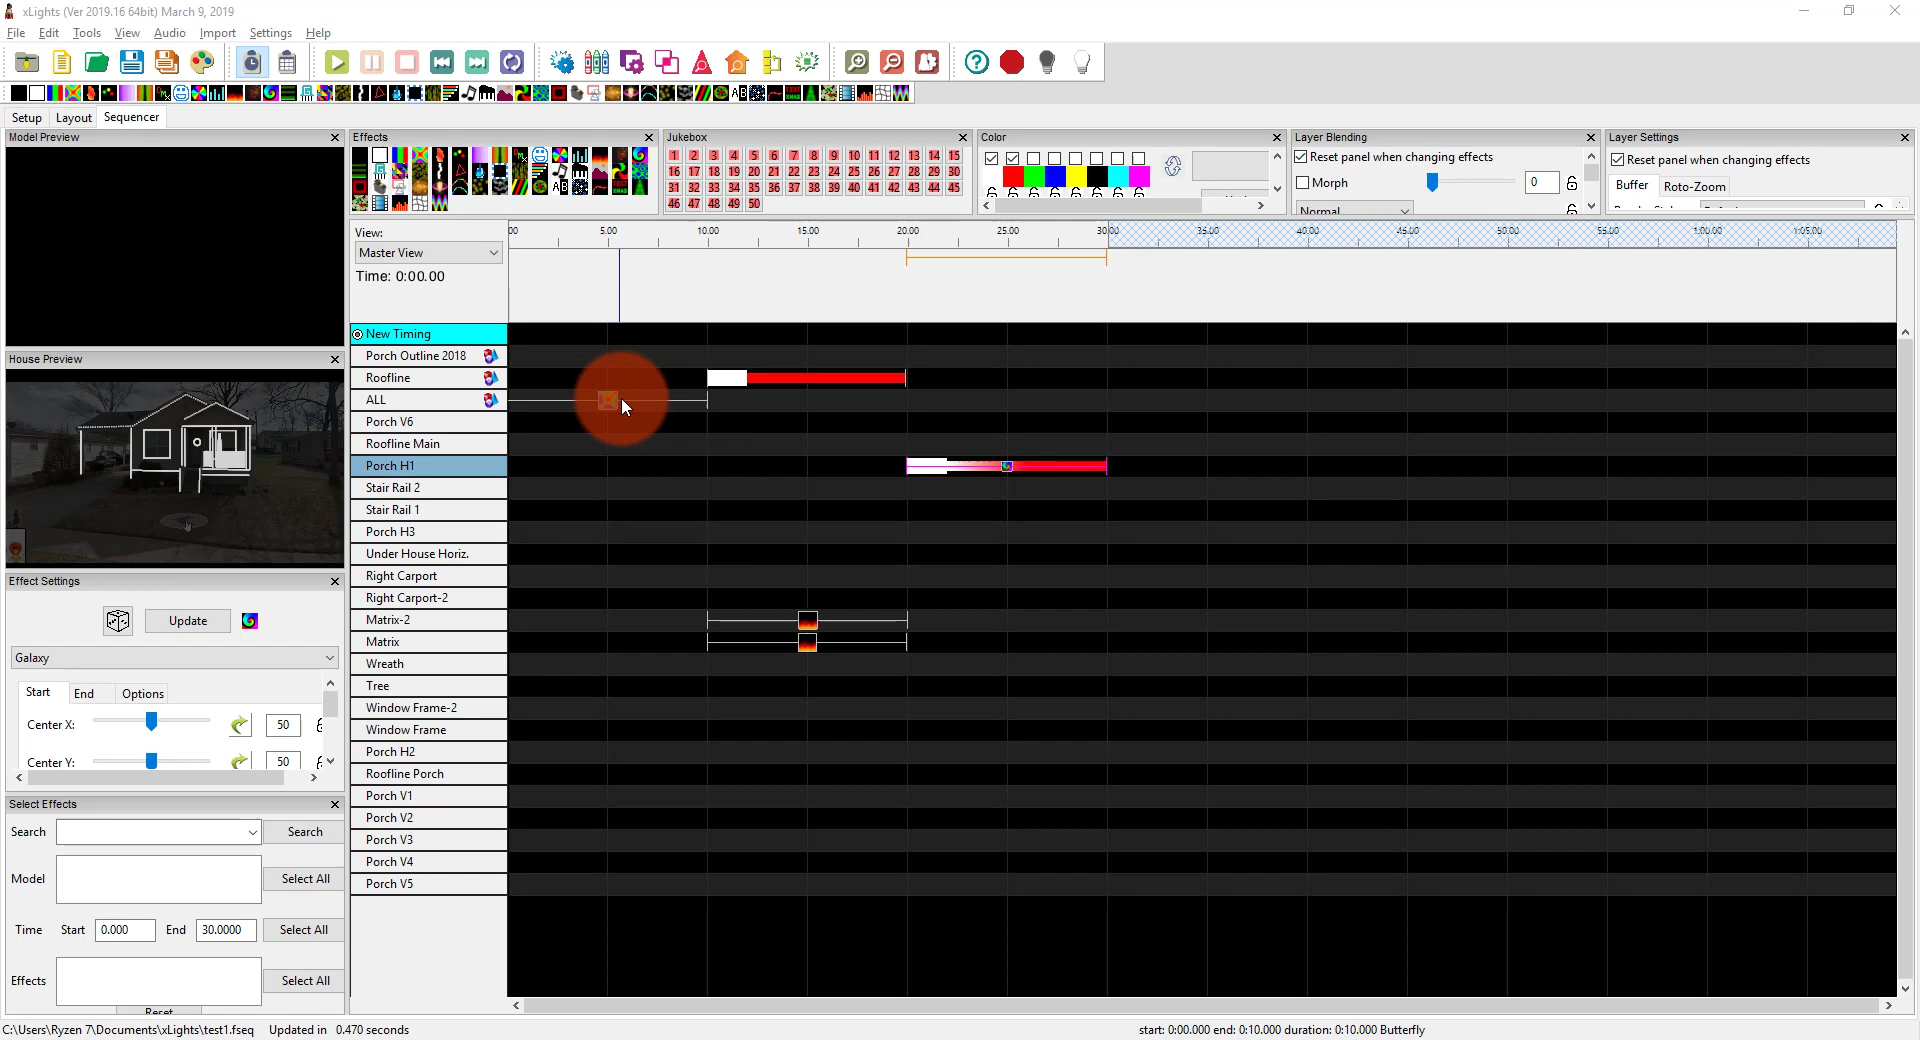 xLights (Ver 2019.16 64bit) March 9, 2019
File Edit Tools View Audio Import Settings Help
Setup Layout Sequencer
Model Preview
Effects
Jukebox
Color
Layer Blending
Layer Settings
1 2 3 4 5 6 7 8 9 10 11 12 13 14 15
16 17 18 19 20 21 22 23 24 25 26 27 28 29 30
31 32 33 34 35 36 37 38 39 40 41 42 43 44 45
46 47 48 49 50
Reset panel when changing effects
Morph 0
Normal
Reset panel when changing effects
Buffer Roto-Zoom
View:
Master View
Time: 0:00.00
00 5.00 10.00 15.00 20.00 25.00 30.00 35.00 40.00 45.00 50.00 55.00 1:00.00 1:05.00
New Timing
Porch Outline 2018
Roofline
ALL
Porch V6
Roofline Main
Porch H1
Stair Rail 2
Stair Rail 1
Porch H3
Under House Horiz.
Right Carport
Right Carport-2
Matrix-2
Matrix
Wreath
Tree
Window Frame-2
Window Frame
Porch H2
Roofline Porch
Porch V1
Porch V2
Porch V3
Porch V4
Porch V5
House Preview
Effect Settings
Update
Galaxy
Start End Options
Center X: 50
Center Y: 50
Select Effects
Search Search
Model Select All
Time Start 0.000 End 30.0000 Select All
Effects Select All
Reset
C:\Users\Ryzen 7\Documents\xLights\test1.fseq Updated in 0.470 seconds
start: 0:00.000 end: 0:10.000 duration: 0:10.000 Butterfly